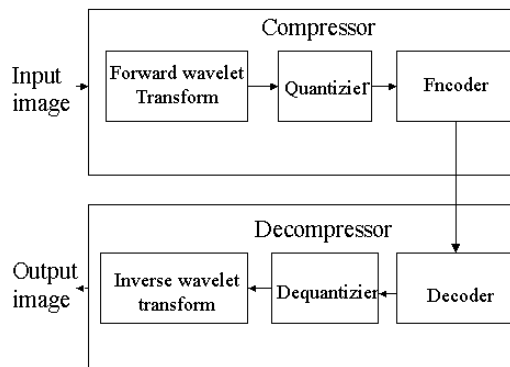 Compressor
Input
image
Forward wavelet
Transform
Quantizier
Fncoder
Decompressor
Output
image
Inverse wavelet
transform
Dequantizier
Decoder